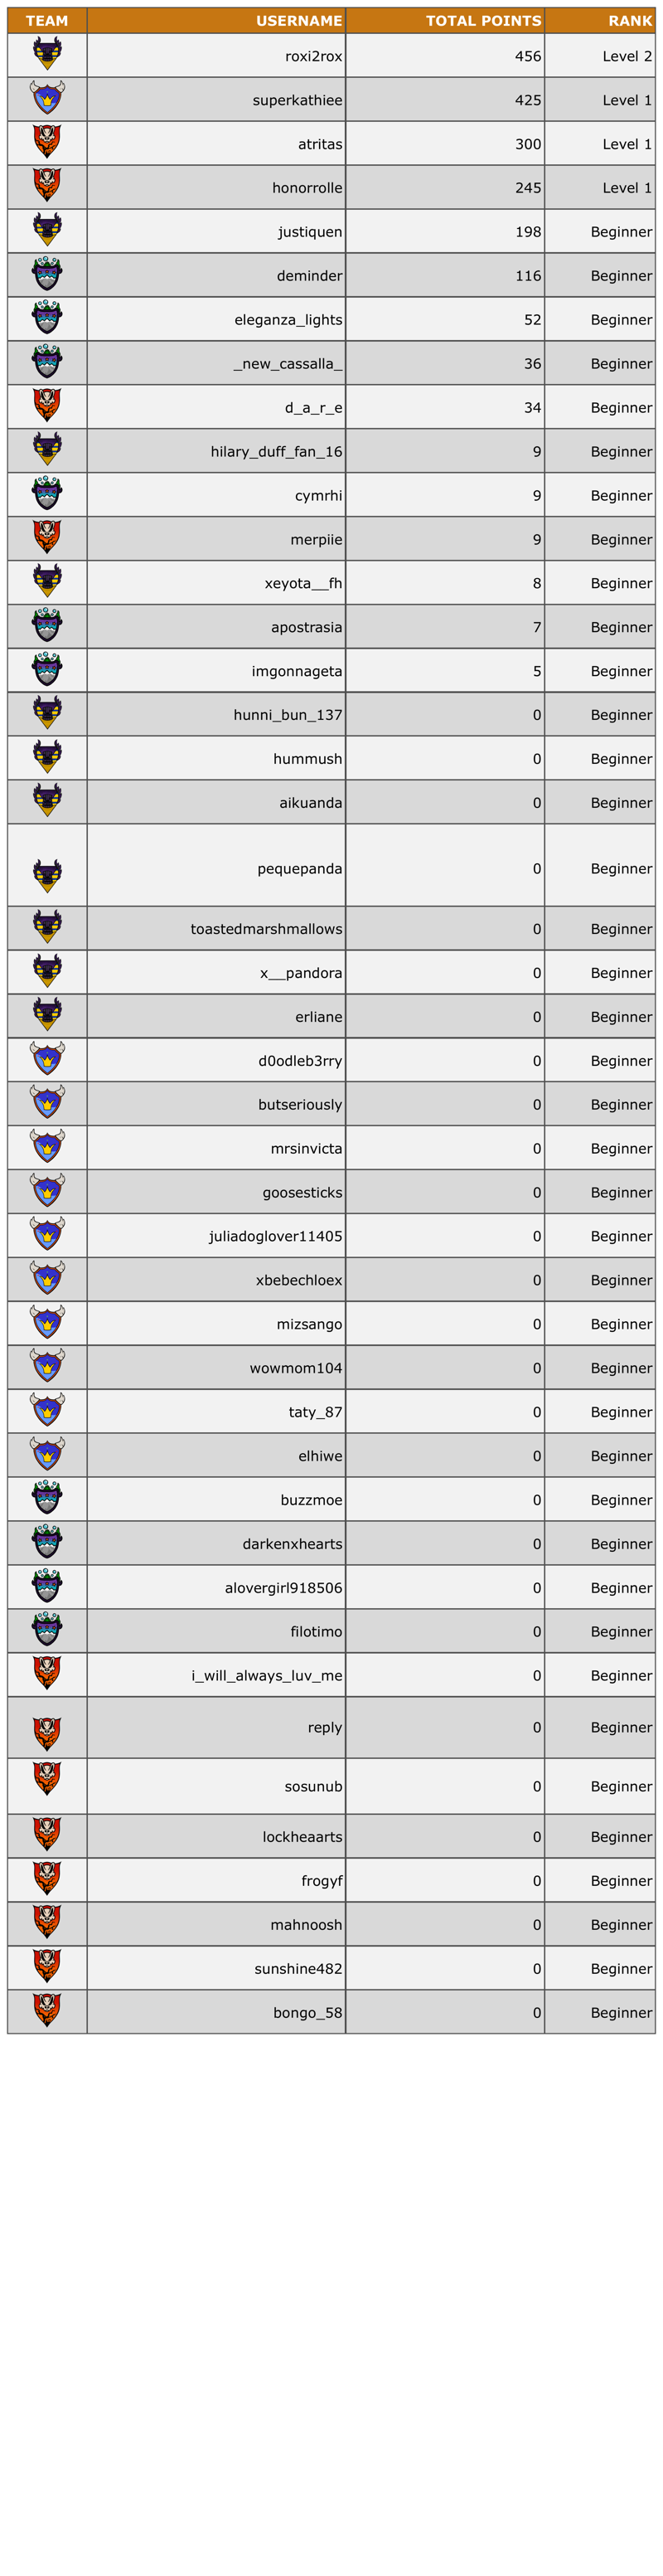 TEAM USERNAME TOTAL POINTS RANK
roxi2rox 456 Level 2
superkathiee 425 Level 1
atritas 300 Level 1
honorrolle 245 Level 1
justiquen 198 Beginner
deminder 116 Beginner
eleganza_lights 52 Beginner
_new_cassalla_ 36 Beginner
d_a_r_e 34 Beginner
hilary_duff_fan_16 9 Beginner
cymrhi 9 Beginner
merpiie 9 Beginner
xeyota__fh 8 Beginner
apostrasia 7 Beginner
imgonnageta 5 Beginner
hunni_bun_137 0 Beginner
hummush 0 Beginner
aikuanda 0 Beginner
pequepanda 0 Beginner
toastedmarshmallows 0 Beginner
x__pandora 0 Beginner
erliane 0 Beginner
d0odleb3rry 0 Beginner
butseriously 0 Beginner
mrsinvicta 0 Beginner
goosesticks 0 Beginner
juliadoglover11405 0 Beginner
xbebechloex 0 Beginner
mizsango 0 Beginner
wowmom104 0 Beginner
taty_87 0 Beginner
elhiwe 0 Beginner
buzzmoe 0 Beginner
darkenxhearts 0 Beginner
alovergirl918506 0 Beginner
filotimo 0 Beginner
i_will_always_luv_me 0 Beginner
reply 0 Beginner
sosunub 0 Beginner
lockheaarts 0 Beginner
frogyf 0 Beginner
mahnoosh 0 Beginner
sunshine482 0 Beginner
bongo_58 0 Beginner